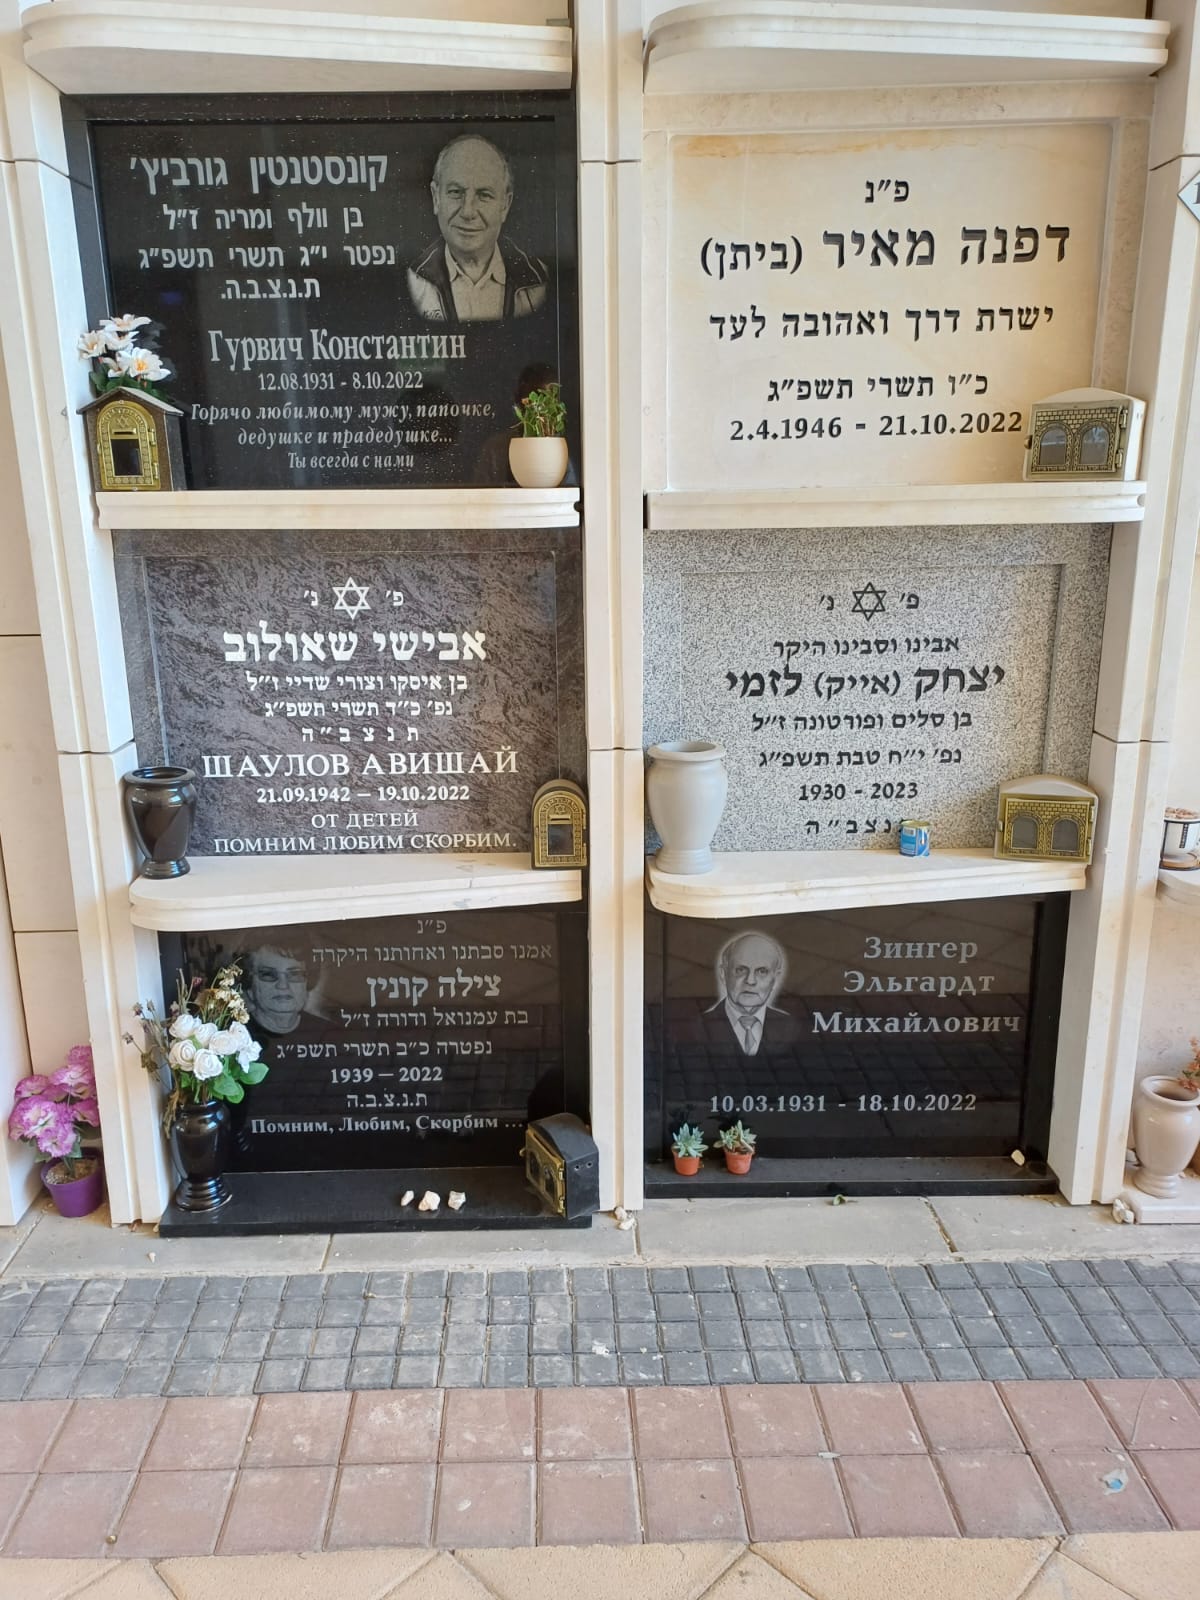 קונסטנטין גורביץ'
בן וולף ומריה ז"ל
נפטר י"ג תשרי תשפ"ג
ת.נ.צ.ב.ה.
Гурвич Константин
12.08.1931 - 8.10.2022
Горячо любимому мужу, папочке,
дедушке и прадедушке...
Ты всегда с нами
פ"נ
דפנה מאיר (ביתן)
ישרת דרך ואהובה לעד
כ"ו תשרי תשפ"ג
2.4.1946 - 21.10.2022
פ' נ'
אבישי שאולוב
בן איסקו וצורי שדיי ז"ל
נפ' כ"ד תשרי תשפ"ג
ת נ צ ב "ה
ШАУЛОВ АВИШАЙ
21.09.1942 – 19.10.2022
ОТ ДЕТЕЙ
ПОМНИМ ЛЮБИМ СКОРБИМ.
פ' נ'
אבינו וסבינו היקר
יצחק (אייק) לזמי
בן סלים ופורטונה ז"ל
נפ' י"ח טבת תשפ"ג
1930 - 2023
נ צ ב "ה
פ"נ
אמנו סבתנו ואחותנו היקרה
צילה קונין
בת עמנואל ודורה ז"ל
נפטרה כ"ב תשרי תשפ"ג
1939 – 2022
ת.נ.צ.ב.ה
Помним, Любим, Скорбим ...
Зингер
Эльгардт
Михайлович
10.03.1931 - 18.10.2022